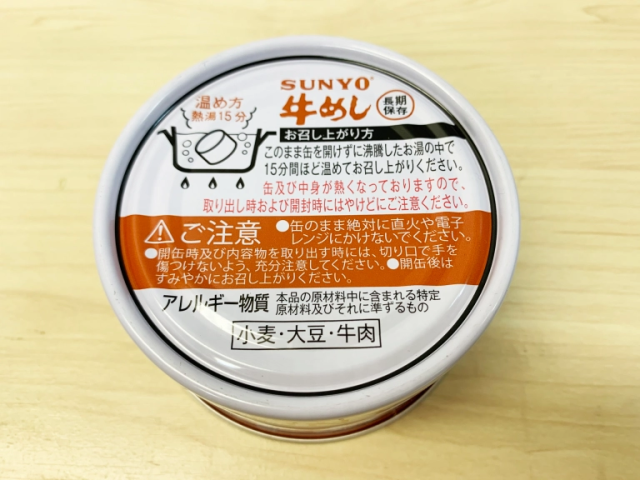 SUNYO®
牛めし
長期
保存
温め方
熱湯15分
お召し上がり方
このまま缶を開けずに沸騰したお湯の中で
15分間ほど温めてお召し上がりください。
缶及び中身が熱くなっておりますので、
取り出し時および開封時にはやけどにご注意ください。
ご注意
●缶のまま絶対に直火や電子
レンジにかけないでください。
●開缶時及び内容物を取り出す時には、切り口で手を
傷つけないよう、充分注意してください。●開缶後は
すみやかにお召し上がりください。
アレルギー物質
本品の原材料中に含まれる特定
原材料及びそれに準ずるもの
小麦・大豆・牛肉